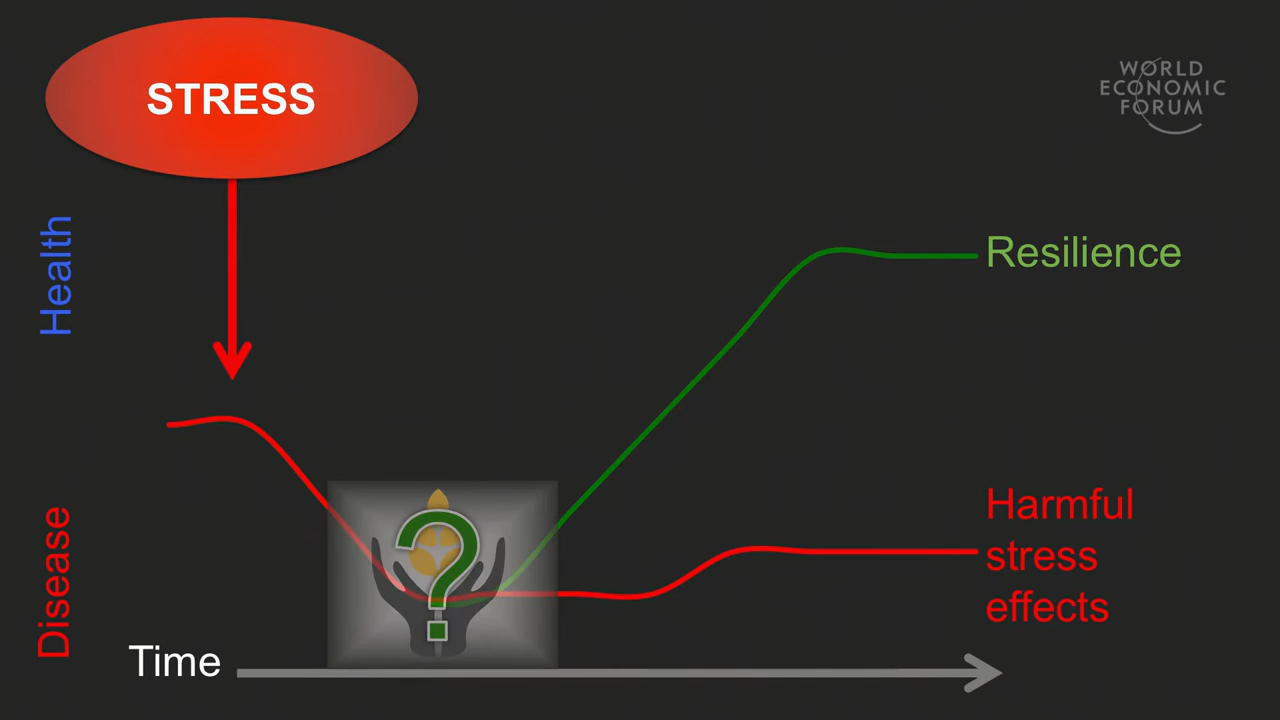 STRESS
WORLD
ECONOMIC
FORUM
Health
Resilience
?
Harmful
stress
effects
Disease
Time